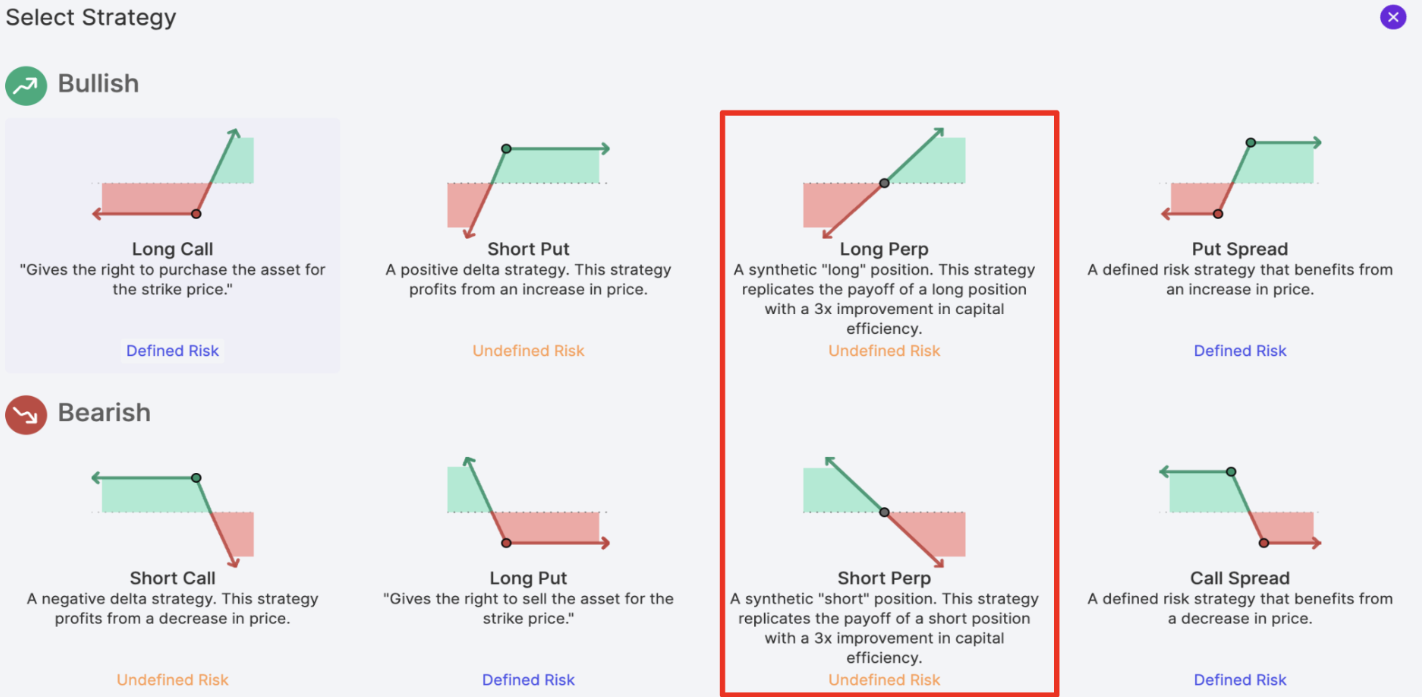 Select Strategy
Bullish
Long Call
"Gives the right to purchase the asset for
the strike price."
Defined Risk
Short Put
A positive delta strategy. This strategy
profits from an increase in price.
Undefined Risk
Long Perp
A synthetic "long" position. This strategy
replicates the payoff of a long position
with a 3x improvement in capital
efficiency.
Undefined Risk
Put Spread
A defined risk strategy that benefits from
an increase in price.
Defined Risk
Bearish
Short Call
A negative delta strategy. This strategy
profits from a decrease in price.
Undefined Risk
Long Put
"Gives the right to sell the asset for the
strike price."
Defined Risk
Short Perp
A synthetic "short" position. This strategy
replicates the payoff of a short position
with a 3x improvement in capital
efficiency.
Undefined Risk
Call Spread
A defined risk strategy that benefits from
a decrease in price.
Defined Risk